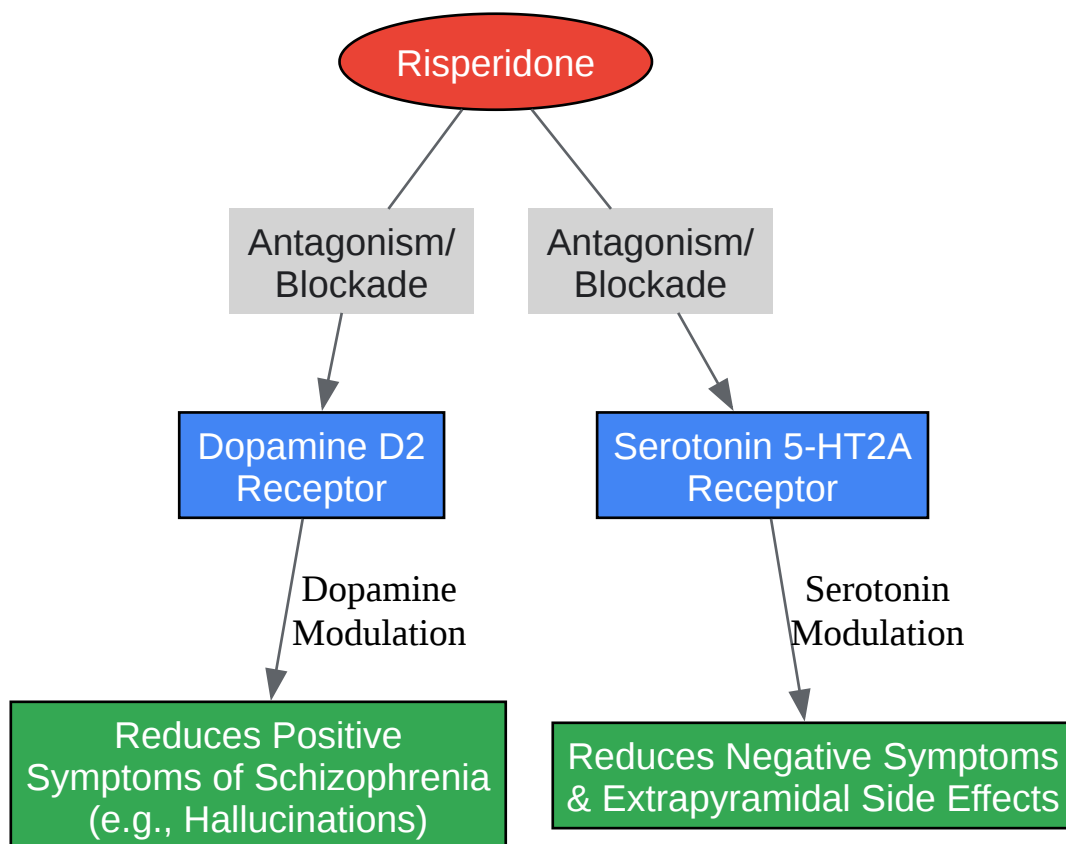 Risperidone
Antagonism/
Blockade
Antagonism/
Blockade
Dopamine D2
Receptor
Serotonin 5-HT2A
Receptor
Dopamine
Modulation
Serotonin
Modulation
Reduces Positive
Symptoms of Schizophrenia
(e.g., Hallucinations)
Reduces Negative Symptoms
& Extrapyramidal Side Effects